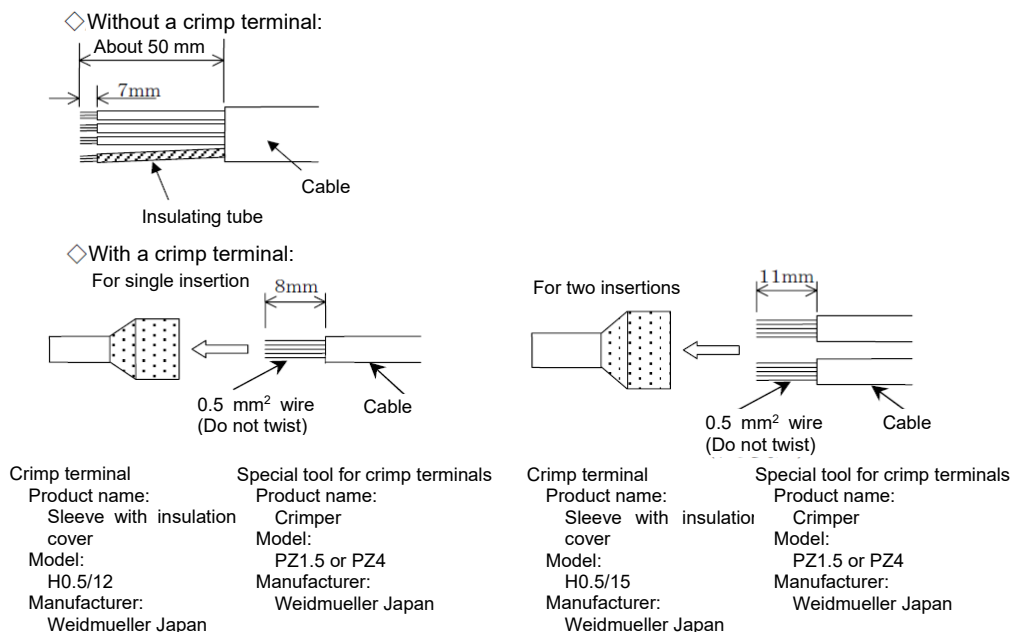 ◇Without a crimp terminal:
About 50 mm
7mm
Cable
Insulating tube
◇With a crimp terminal:
For single insertion
8mm
0.5 mm² wire
(Do not twist)
Cable
For two insertions
11mm
0.5 mm² wire
(Do not twist)
Cable
Crimp terminal
Product name:
Sleeve with insulation
cover
Model:
H0.5/12
Manufacturer:
Weidmueller Japan
Special tool for crimp terminals
Product name:
Crimper
Model:
PZ1.5 or PZ4
Manufacturer:
Weidmueller Japan
Crimp terminal
Product name:
Sleeve with insulation
cover
Model:
H0.5/15
Manufacturer:
Weidmueller Japan
Special tool for crimp terminals
Product name:
Crimper
Model:
PZ1.5 or PZ4
Manufacturer:
Weidmueller Japan